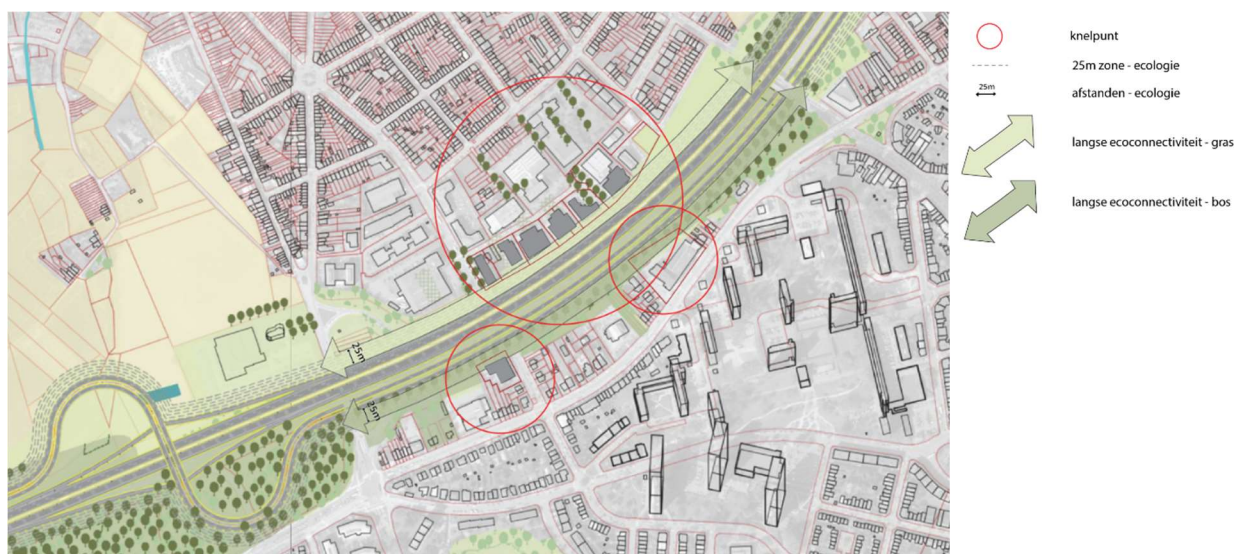 knelpunt
25m zone - ecologie
25m
afstanden - ecologie
langse ecoconnectiviteit - gras
langse ecoconnectiviteit - bos
25m
25m